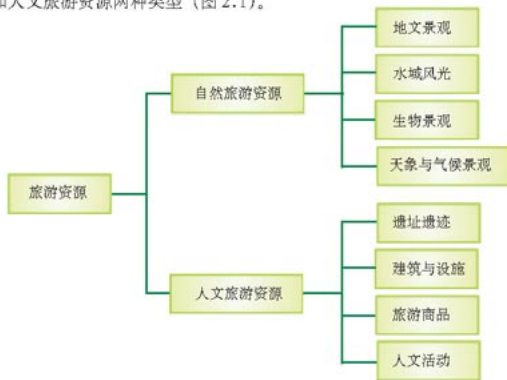 和人文旅游资源两种类型（图2.1）。
地文景观
水域风光
自然旅游资源
生物景观
天象与气候景观
旅游资源
遗址遗迹
建筑与设施
人文旅游资源
旅游商品
人文活动